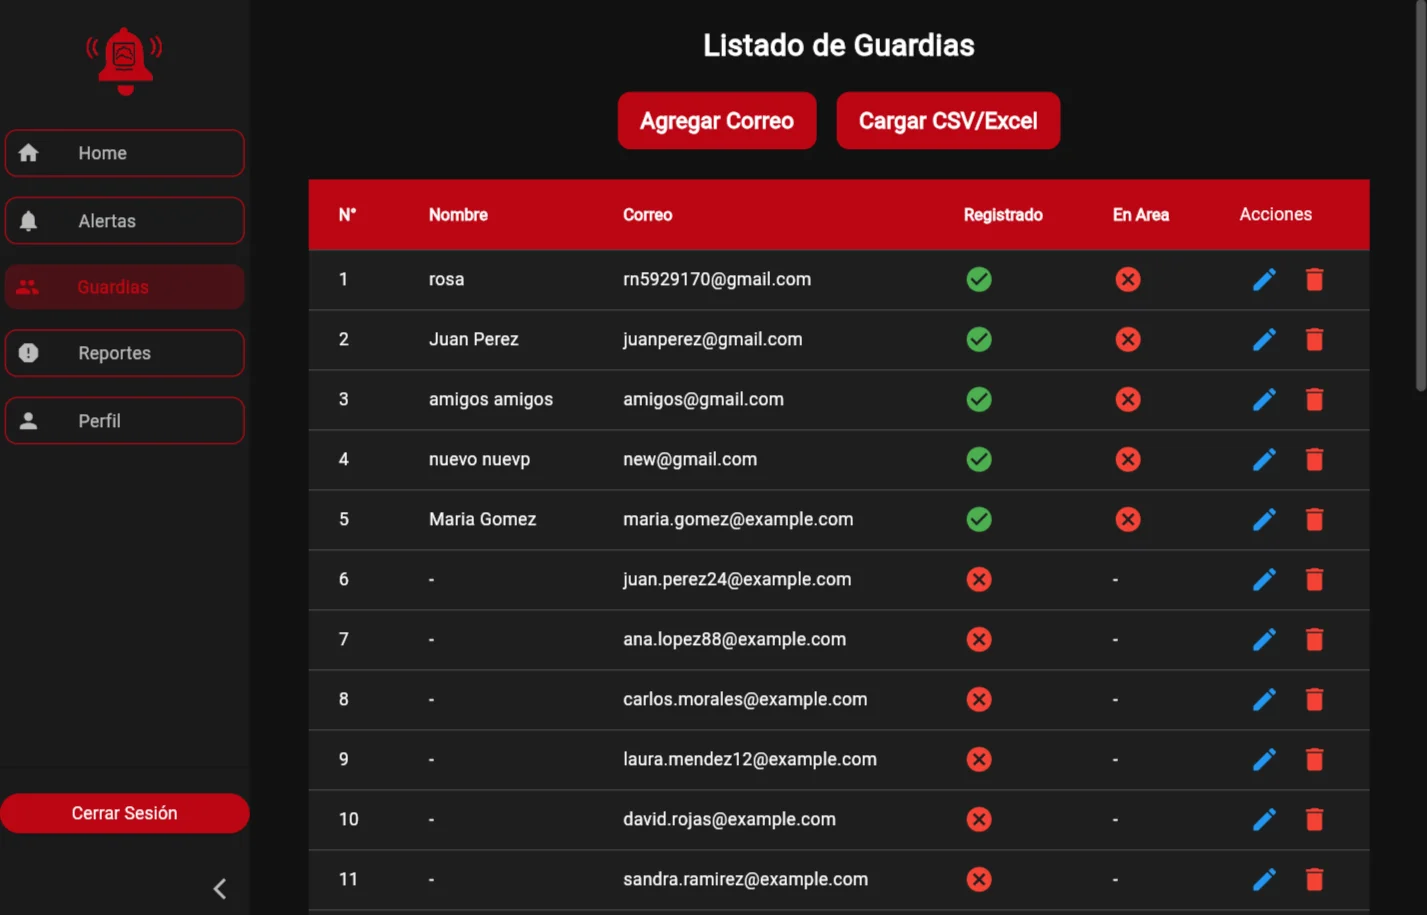 Home
Alertas
Guardias
Reportes
Perfil
Cerrar Sesión
Listado de Guardias
Agregar Correo Cargar CSV/Excel
N° Nombre Correo Registrado En Area Acciones
1 rosa rn5929170@gmail.com
2 Juan Perez juanperez@gmail.com
3 amigos amigos amigos@gmail.com
4 nuevo nuevp new@gmail.com
5 Maria Gomez maria.gomez@example.com
6 - juan.perez24@example.com -
7 - ana.lopez88@example.com -
8 - carlos.morales@example.com -
9 - laura.mendez12@example.com -
10 - david.rojas@example.com -
11 - sandra.ramirez@example.com -